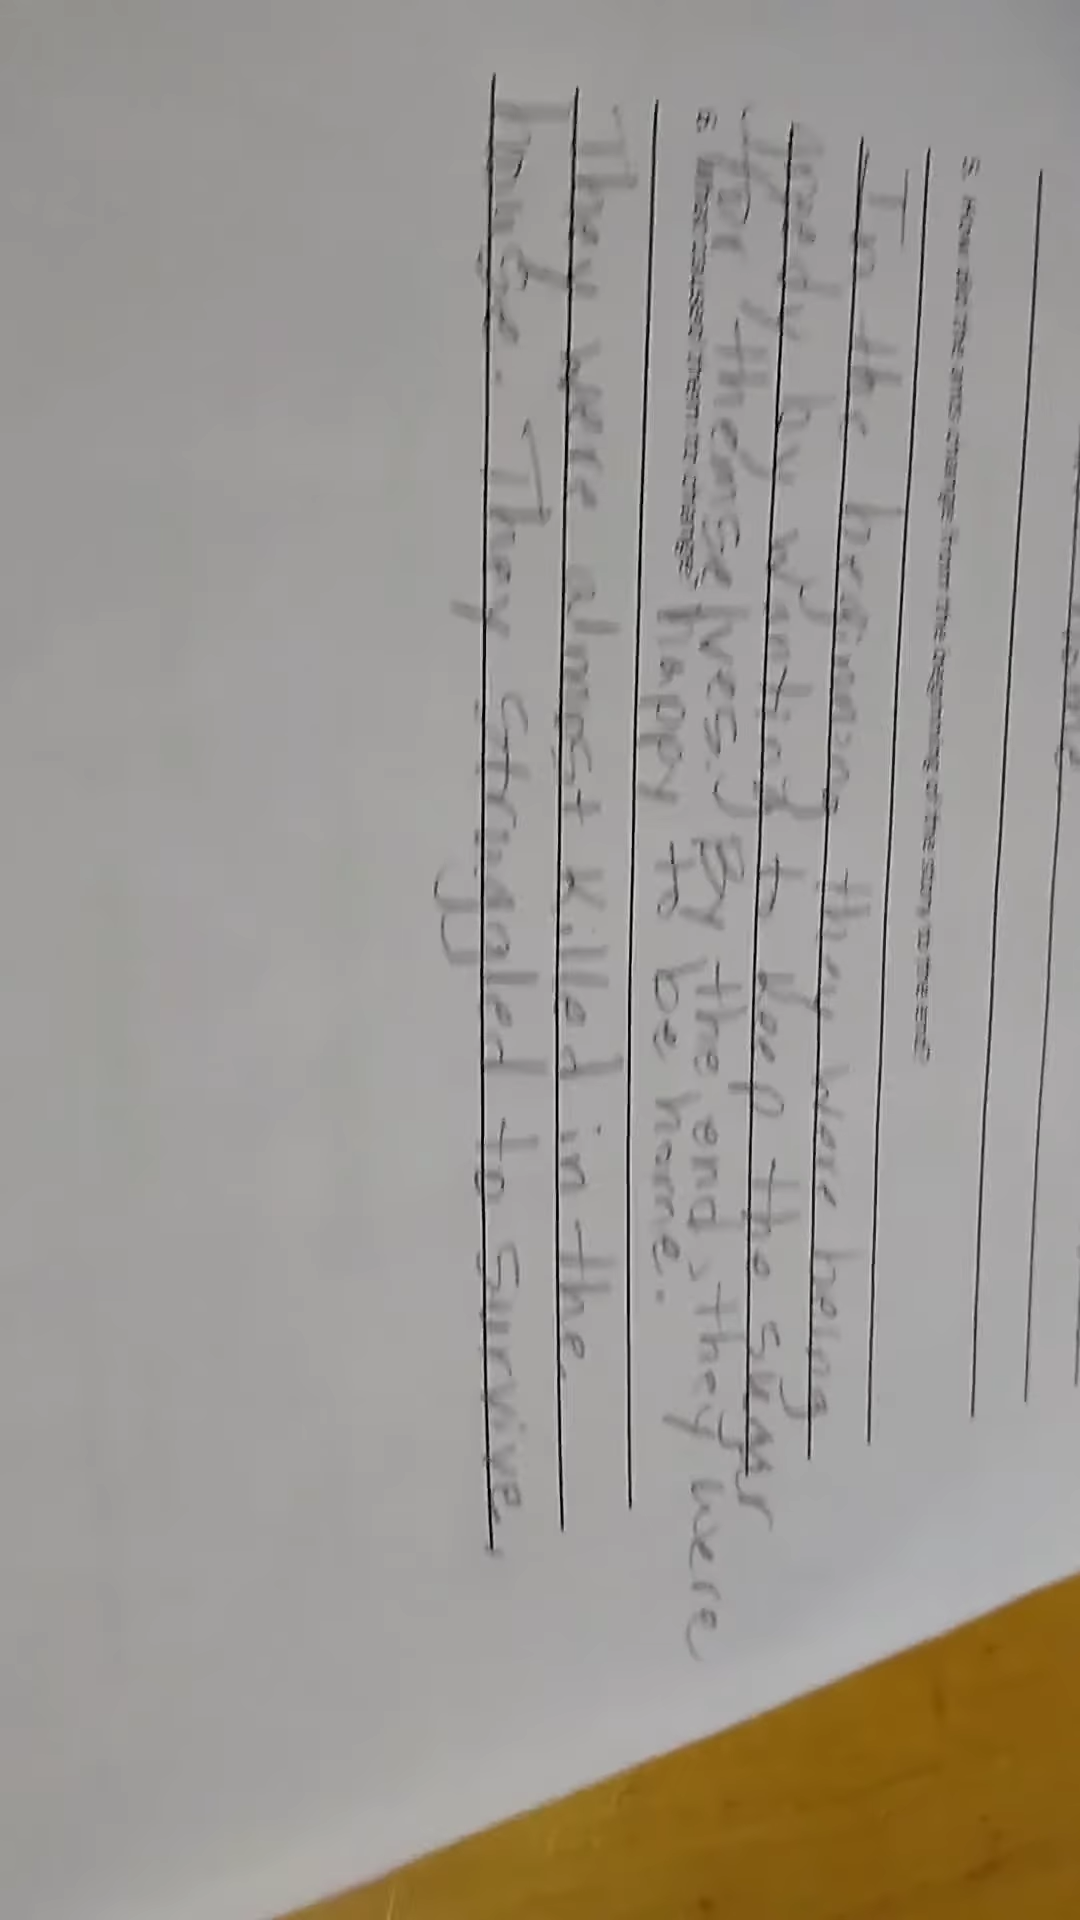 5. How did the ants change from the beginning of the story to the end?
In the beginning they were being
greedy by wanting to keep the sugar
for themselves. By the end, they were
6. What causes them to change? happy to be home.
They were almost killed in the
house. They struggled to survive.